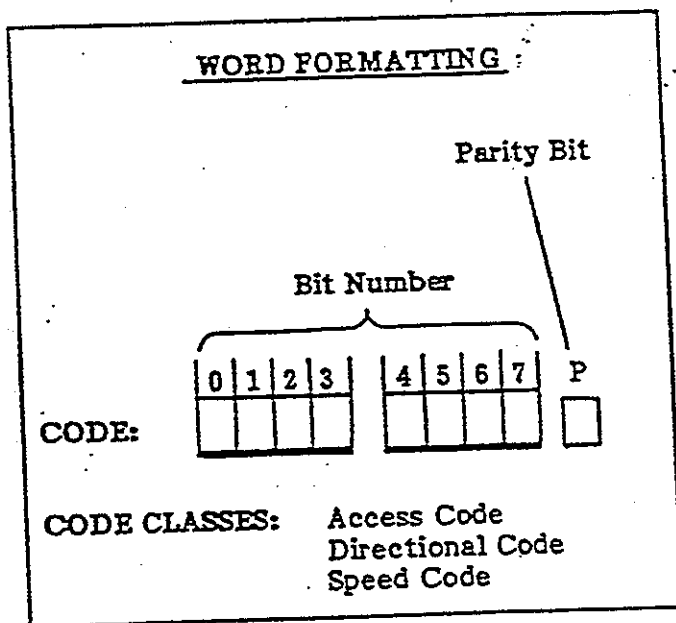 WORD FORMATTING :
Parity Bit
Bit Number
0 1 2 3 4 5 6 7 P
CODE:
CODE CLASSES: Access Code
Directional Code
Speed Code